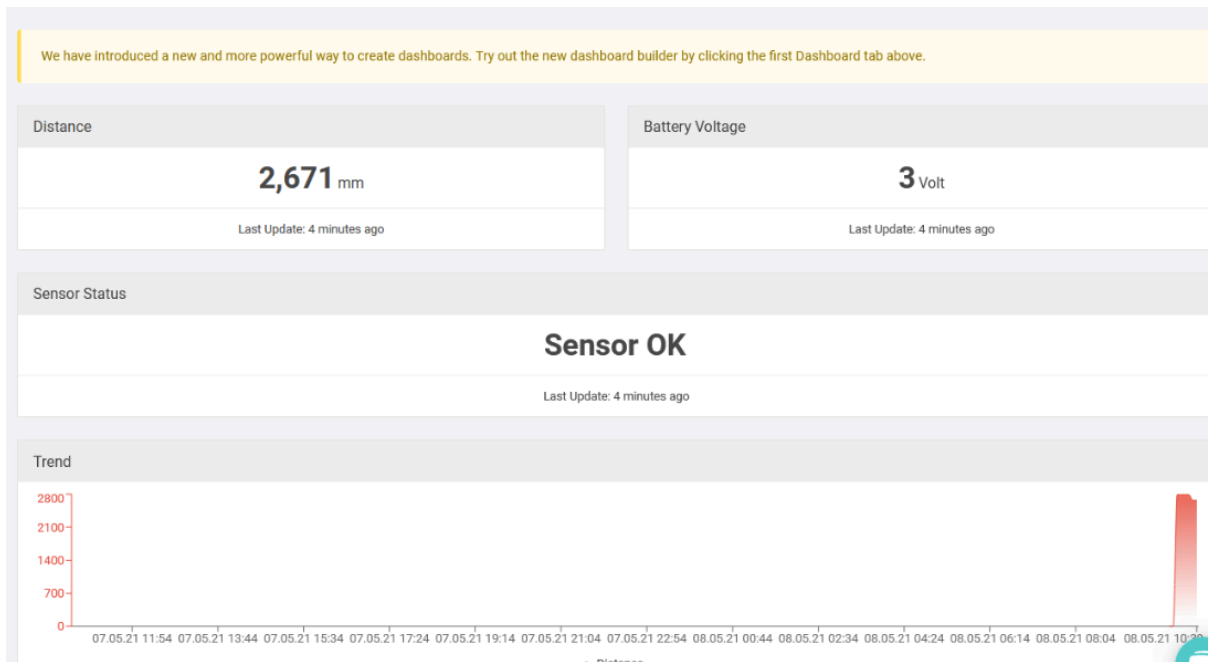 We have introduced a new and more powerful way to create dashboards. Try out the new dashboard builder by clicking the first Dashboard tab above.
Distance
Battery Voltage
2,671 mm
3 Volt
Last Update: 4 minutes ago
Last Update: 4 minutes ago
Sensor Status
Sensor OK
Last Update: 4 minutes ago
Trend
2800
2100
1400
700
0
07.05.21 11:54 07.05.21 13:44 07.05.21 15:34 07.05.21 17:24 07.05.21 19:14 07.05.21 21:04 07.05.21 22:54 08.05.21 00:44 08.05.21 02:34 08.05.21 04:24 08.05.21 06:14 08.05.21 08:04 08.05.21